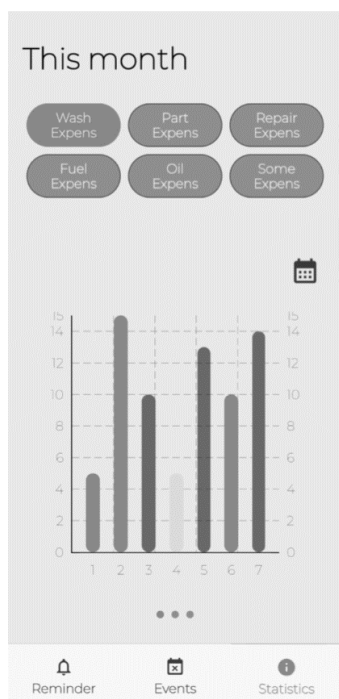 This month
Wash Part Repair
Expens Expens Expens
Fuel Oil Some
Expens Expens Expens
15 15
14 14
12 12
10 10
8 8
6 6
4 4
2 2
0 0
1 2 3 4 5 6 7
Reminder Events Statistics